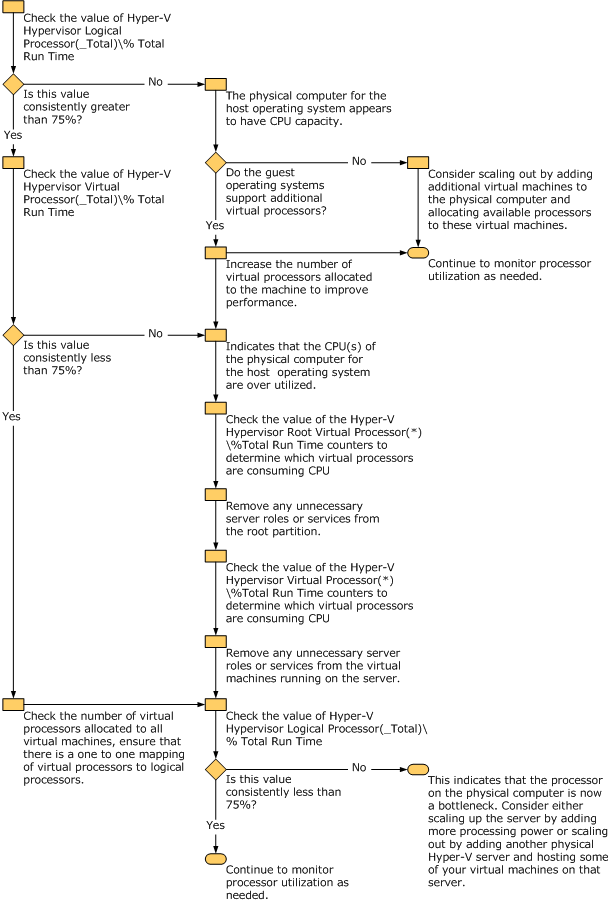 Check the value of Hyper-V
Hypervisor Logical
Processor(_Total)\% Total
Run Time
No
Is this value
consistently greater
than 75%?
The physical computer for the
host operating system appears
to have CPU capacity.
Yes
Check the value of Hyper-V
Hypervisor Virtual
Processor(_Total)\% Total
Run Time
No
Do the guest
operating systems
support additional
virtual processors?
Consider scaling out by adding
additional virtual machines to
the physical computer and
allocating available processors
to these virtual machines.
Yes
Increase the number of
virtual processors allocated
to the machine to improve
performance.
Continue to monitor processor
utilization as needed.
No
Is this value
consistently less
than 75%?
Indicates that the CPU(s) of
the physical computer for
the host  operating system
are over utilized.
Yes
Check the value of the Hyper-V
Hypervisor Root Virtual Processor(*)
\%Total Run Time counters to
determine which virtual processors
are consuming CPU
Remove any unnecessary
server roles or services from
the root partition.
Check the value of the Hyper-V
Hypervisor Virtual Processor(*)
\%Total Run Time counters to
determine which virtual processors
are consuming CPU
Remove any unnecessary server
roles or services from the virtual
machines running on the server.
Check the number of virtual
processors allocated to all
virtual machines, ensure that
there is a one to one mapping
of virtual processors to logical
processors.
Check the value of Hyper-V
Hypervisor Logical Processor(_Total)\
% Total Run Time
No
Is this value
consistently less than
75%?
This indicates that the processor
on the physical computer is now
a bottleneck. Consider either
scaling up the server by adding
more processing power or scaling
out by adding another physical
Hyper-V server and hosting some
of your virtual machines on that
server.
Yes
Continue to monitor
processor utilization as
needed.